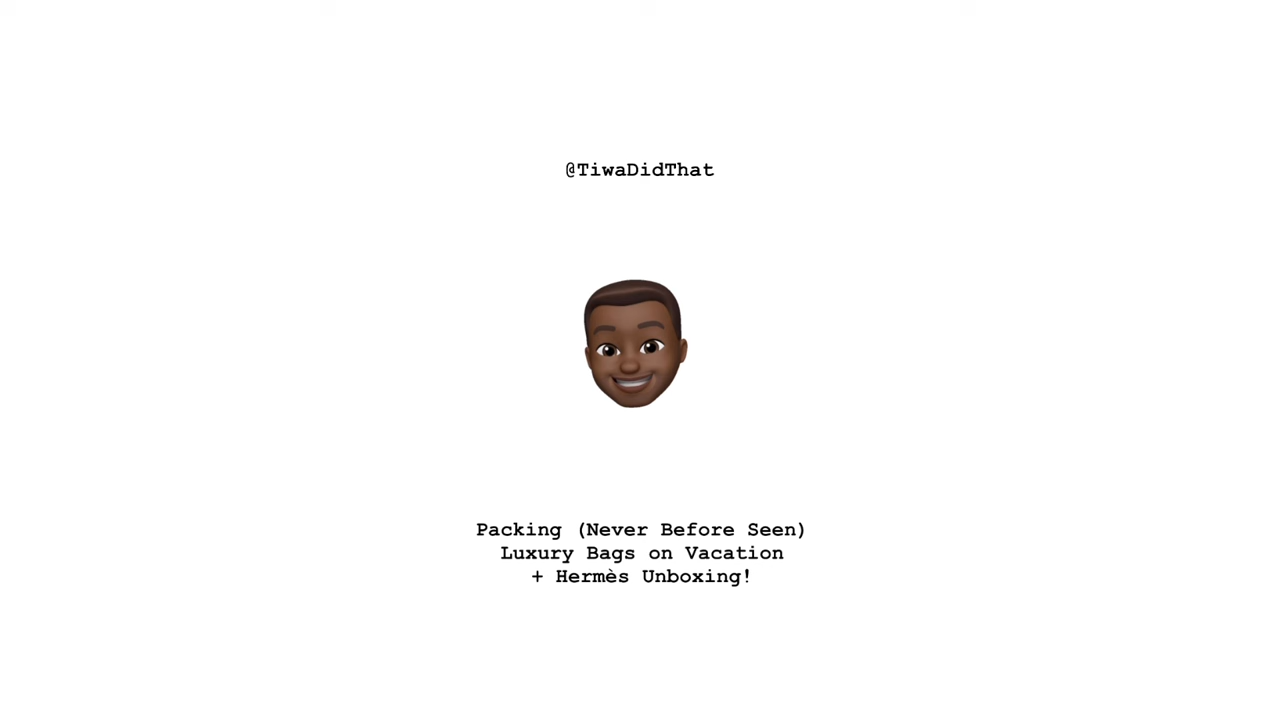 @TiwaDidThat
Packing (Never Before Seen)
Luxury Bags on Vacation
+ Hermès Unboxing!